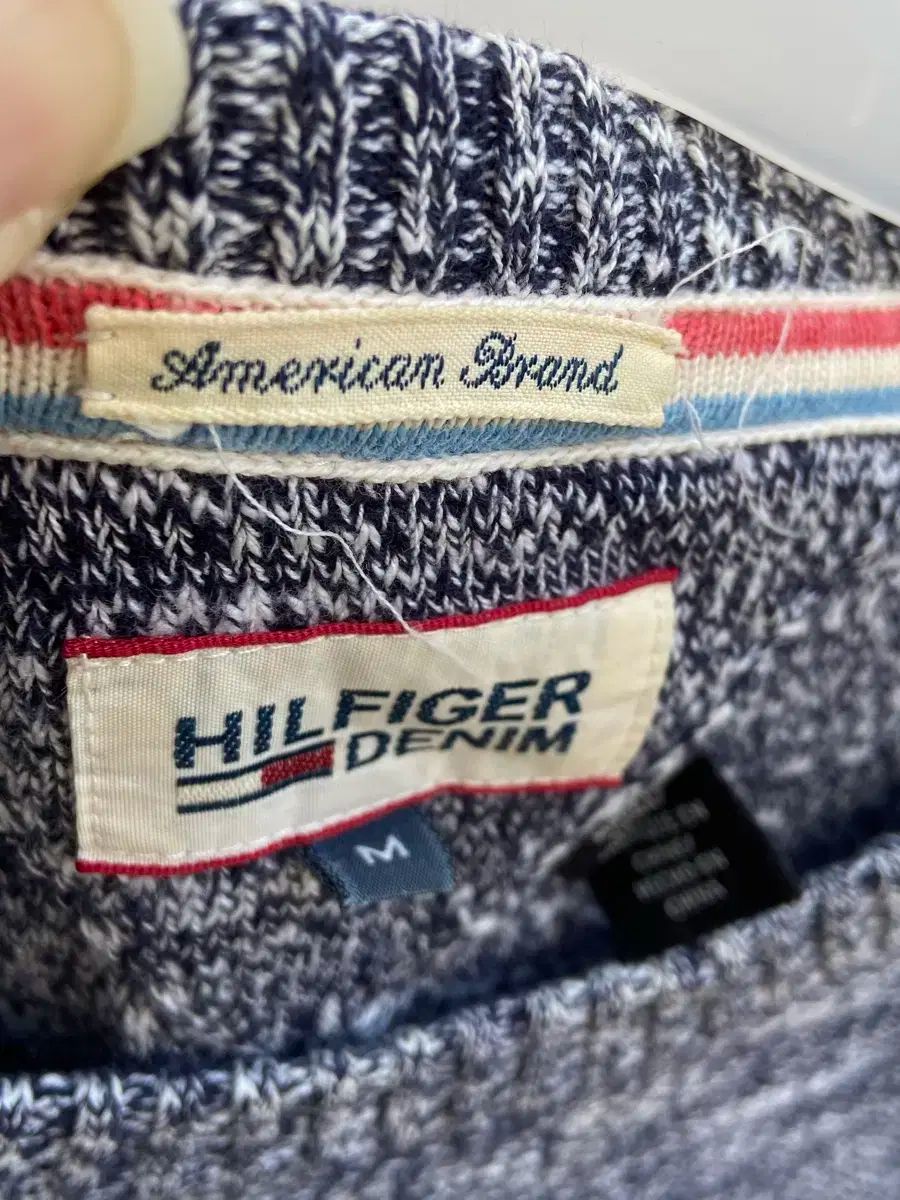 American Brand
HILFIGER
DENIM
M